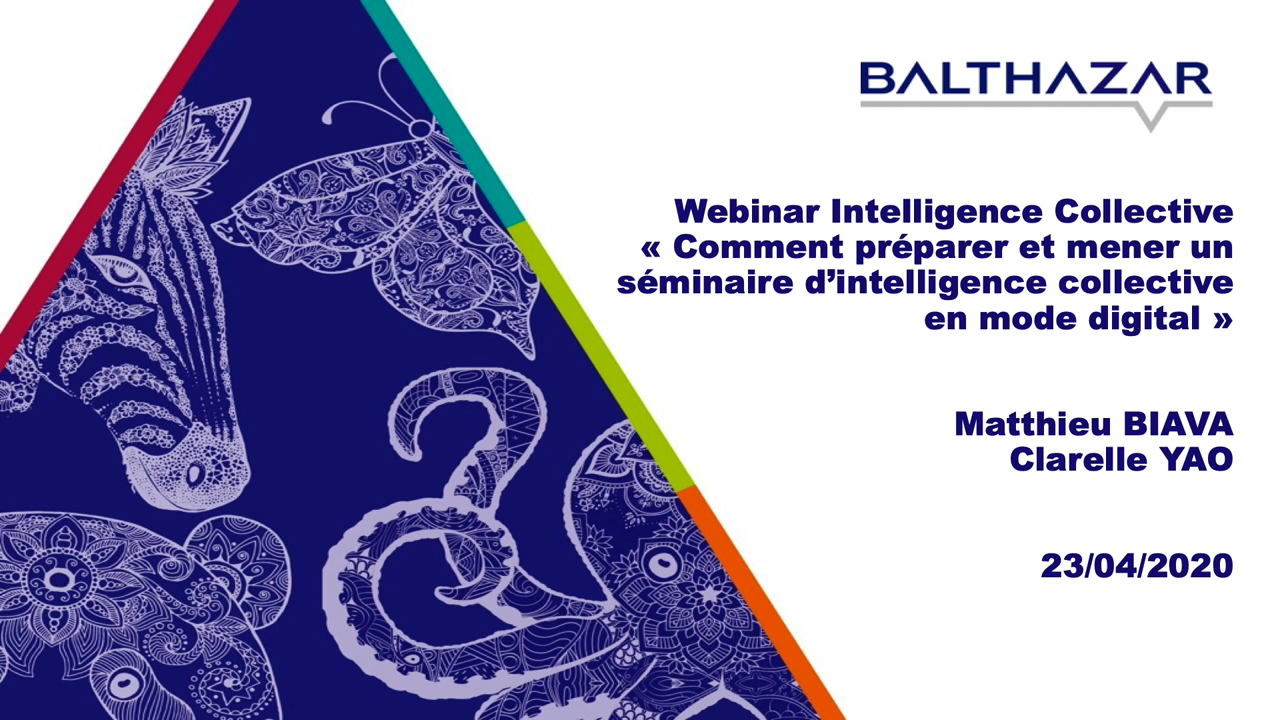 BALTHAZAR
Webinar Intelligence Collective
« Comment préparer et mener un
séminaire d’intelligence collective
en mode digital »
Matthieu BIAVA
Clarelle YAO
23/04/2020